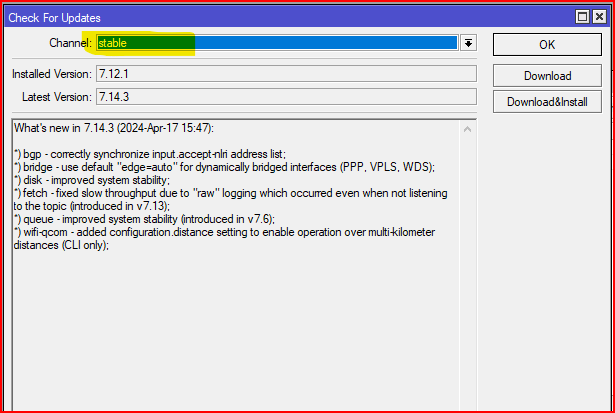 Check For Updates
Channel: stable
OK
Installed Version: 7.12.1
Download
Latest Version: 7.14.3
Download&Install
What's new in 7.14.3 (2024-Apr-17 15:47):
*) bgp - correctly synchronize input.accept-nlri address list;
*) bridge - use default "edge=auto" for dynamically bridged interfaces (PPP, VPLS, WDS);
*) disk - improved system stability;
*) fetch - fixed slow throughput due to "raw" logging which occurred even when not listening
to the topic (introduced in v7.13);
*) queue - improved system stability (introduced in v7.6);
*) wifi-qcom - added configuration.distance setting to enable operation over multi-kilometer
distances (CLI only);